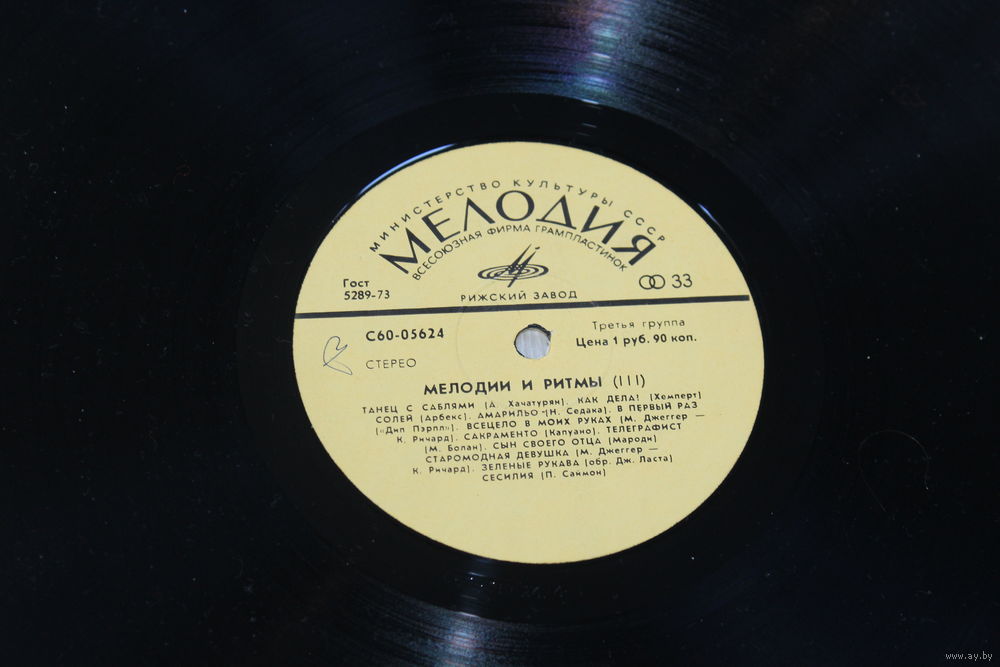 МИНИСТЕРСТВО КУЛЬТУРЫ СССР
МЕЛОДИЯ
ВСЕСОЮЗНАЯ ФИРМА ГРАМПЛАСТИНОК
Гост
5289-73
33
РИЖСКИЙ ЗАВОД
С60-05624
СТЕРЕО
Третья группа
Цена 1 руб. 90 коп.
МЕЛОДИИ И РИТМЫ (III)
ТАНЕЦ С САБЛЯМИ (А. Хачатурян). КАК ДЕЛА! (Хемперт)
СОЛЕЙ (Арбекс). АМАРИЛЬО (Н. Седака). В ПЕРВЫЙ РАЗ
(«Дип Пэрпл»). ВСЕЦЕЛО В МОИХ РУКАХ (М. Джеггер —
К. Ричард). САКРАМЕНТО (Капуано). ТЕЛЕГРАФИСТ
(М. Болан). СЫН СВОЕГО ОТЦА (Мароди)
СТАРОМОДНАЯ ДЕВУШКА (М. Джеггер —
К. Ричард). ЗЕЛЕНЫЕ РУКАВА (обр. Дж. Ласта)
СЕСИЛИЯ (П. Саймон)
www.ay.by